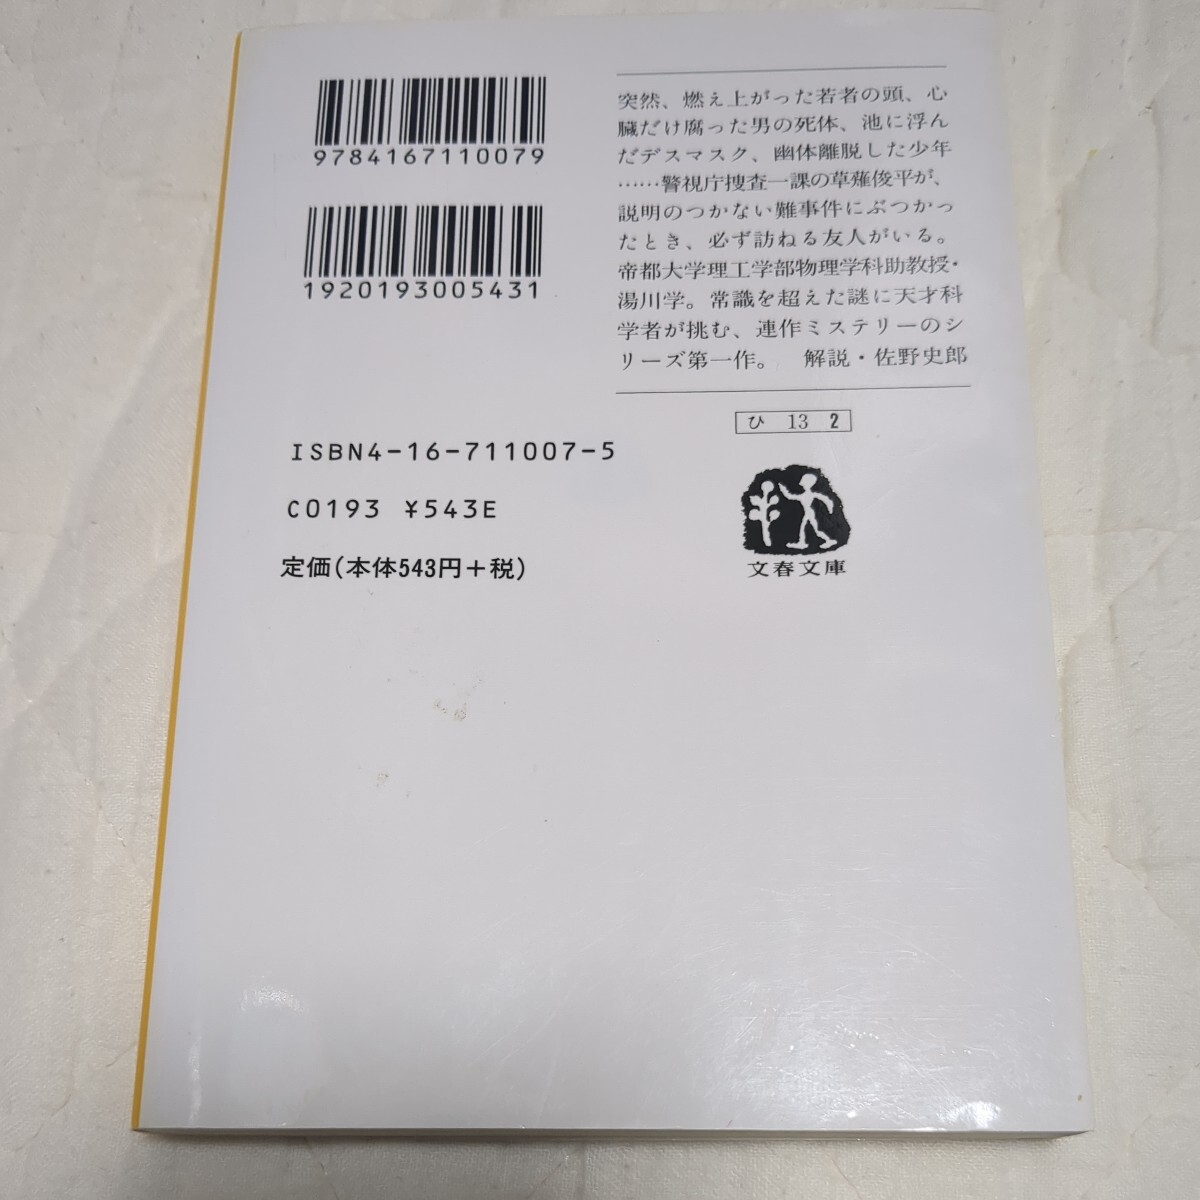 9784167110079
1920193005431
ISBN4-16-711007-5
C0193 ¥543E
定価(本体543円+税)
突然、燃え上がった若者の頭、心
臓だけ腐った男の死体、池に浮ん
だデスマスク、幽体離脱した少年
……警視庁捜査一課の草薙俊平が、
説明のつかない難事件にぶつかっ
たとき、必ず訪ねる友人がいる。
帝都大学理工学部物理学科助教授・
湯川学。常識を超えた謎に天才科
学者が挑む、連作ミステリーのシ
リーズ第一作。　解説・佐野史郎
ひ 13 2
文春文庫